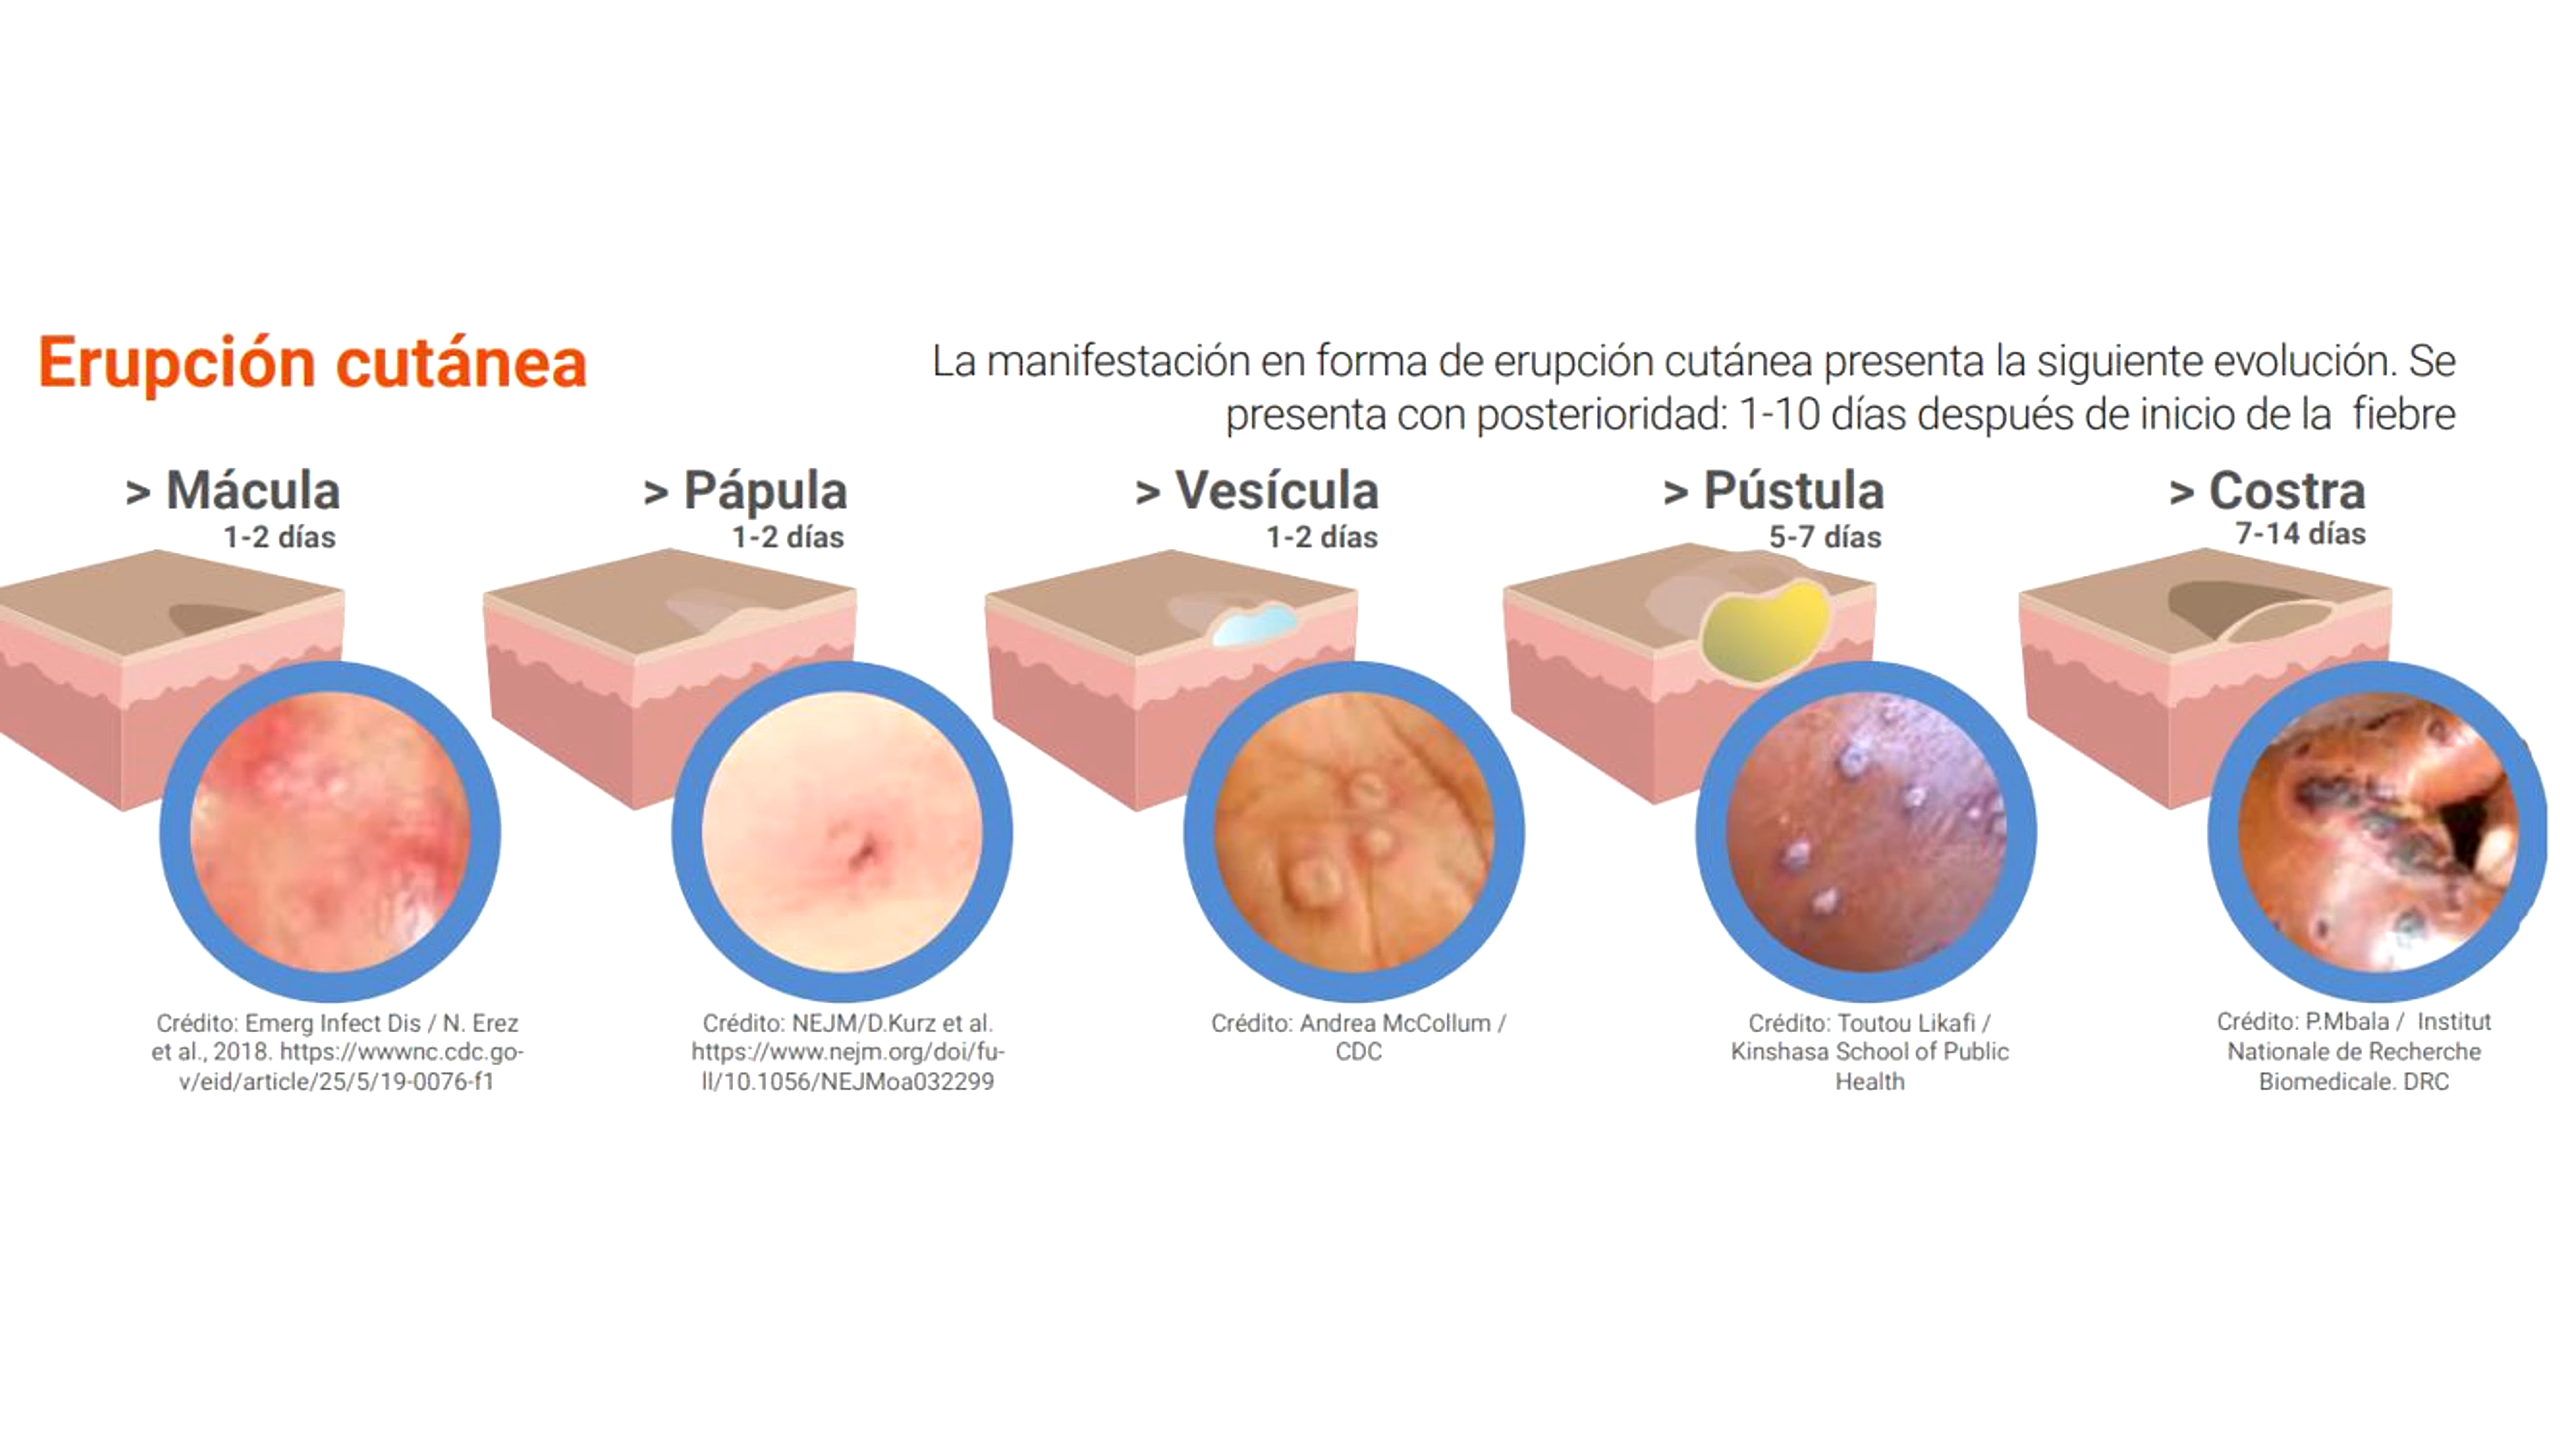 Erupción cutánea
La manifestación en forma de erupción cutánea presenta la siguiente evolución. Se
presenta con posterioridad: 1-10 días después de inicio de la fiebre
> Mácula
1-2 días
> Pápula
1-2 días
> Vesícula
1-2 días
> Pústula
5-7 días
> Costra
7-14 días
Crédito: Emerg Infect Dis / N. Erez
et al., 2018. https://wwwnc.cdc.go-
v/eid/article/25/5/19-0076-f1
Crédito: NEJM/D.Kurz et al.
https://www.nejm.org/doi/fu-
ll/10.1056/NEJMoa032299
Crédito: Andrea McCollum /
CDC
Crédito: Toutou Likafi /
Kinshasa School of Public
Health
Crédito: P.Mbala / Institut
Nationale de Recherche
Biomedicale. DRC